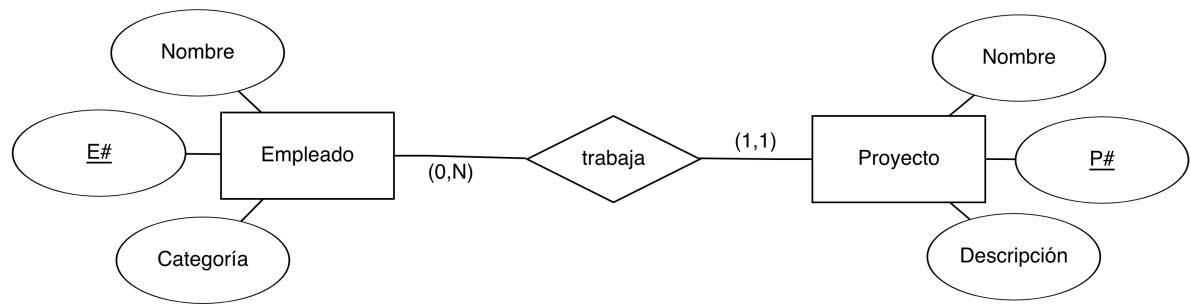 Nombre
Nombre
E#
Empleado
(0,N)
trabaja
(1,1)
Proyecto
P#
Categoría
Descripción